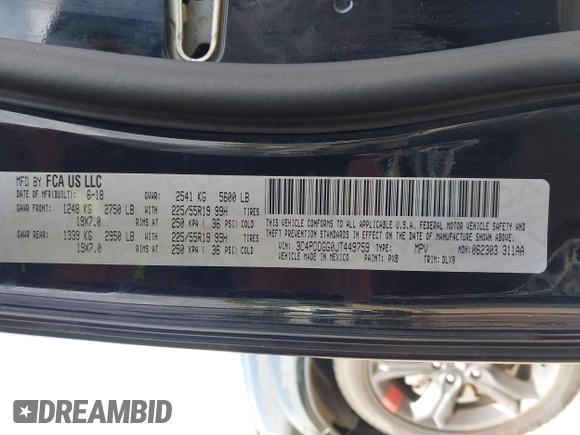 MFD BY FCA US LLC
DATE OF MFR(BUILT): 6-18 GVWR: 2541 KG 5600 LB
GAWR FRONT: 1248 KG 2750 LB WITH 225/55R19 99H TIRES
19X7.0 RIMS AT 250 KPA ( 36 PSI) COLD
GAWR REAR: 1339 KG 2950 LB WITH 225/55R19 99H TIRES
19X7.0 RIMS AT 250 KPA ( 36 PSI) COLD
THIS VEHICLE CONFORMS TO ALL APPLICABLE U.S.A. FEDERAL MOTOR VEHICLE SAFETY AND
THEFT PREVENTION STANDARDS IN EFFECT ON THE DATE OF MANUFACTURE SHOWN ABOVE.
VIN: 3C4PDDGG0JT449759 TYPE: MPV MDH: 062303 311AA
VEHICLE MADE IN MEXICO PAINT: PX8 TRIM: DLX9
DREAMBID